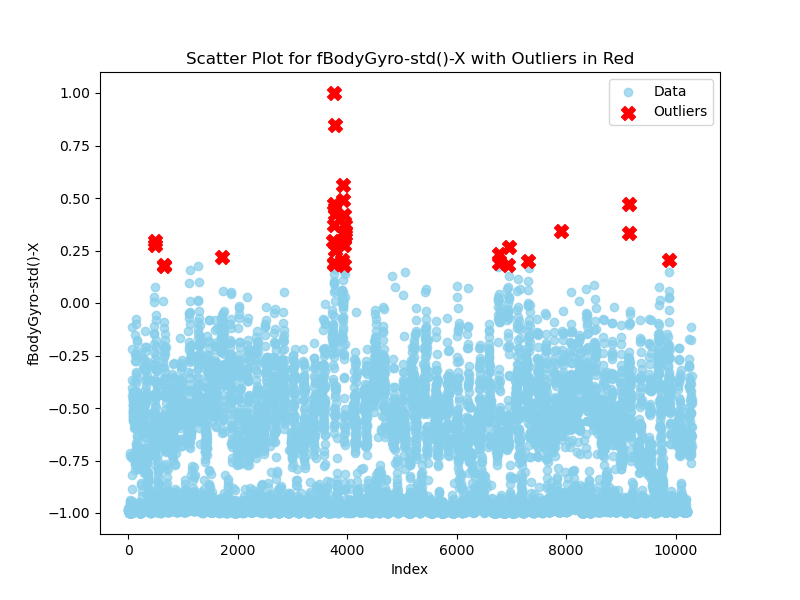 Scatter Plot for fBodyGyro-std()-X with Outliers in Red
Data
Outliers
1.00
0.75
0.50
0.25
0.00
−0.25
−0.50
−0.75
−1.00
fBodyGyro-std()-X
0 2000 4000 6000 8000 10000
Index